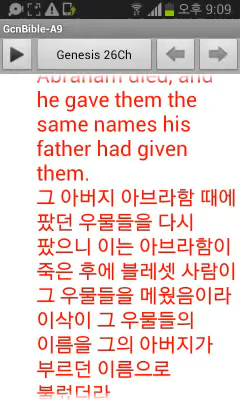 오후 9:09
GcnBible-A9
Genesis 26Ch
Abraham died, and
he gave them the
same names his
father had given
them.
그 아버지 아브라함 때에
팠던 우물들을 다시
팠으니 이는 아브라함이
죽은 후에 블레셋 사람이
그 우물들을 메웠음이라
이삭이 그 우물들의
이름을 그의 아버지가
부르던 이름으로
불렀더라